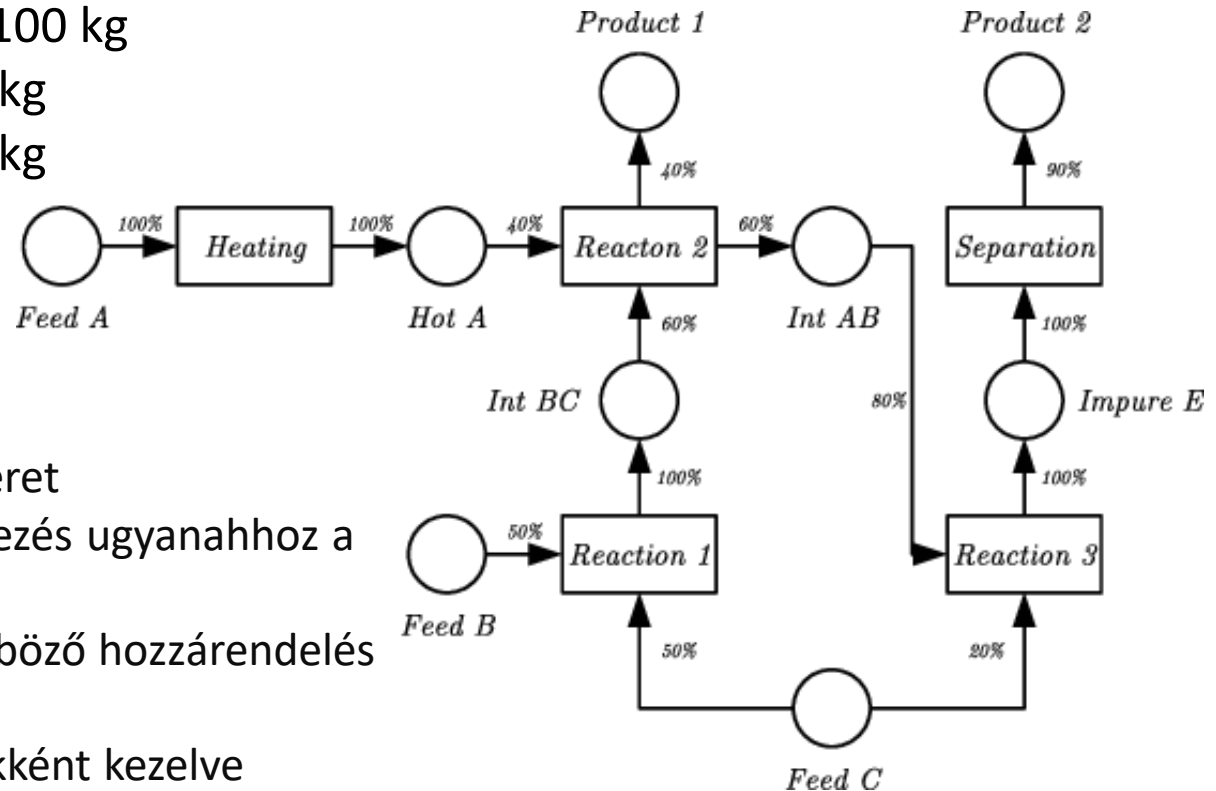 100 kg
kg
kg
Product 1
Product 2
40%
90%
100%
Heating
100%
40%
Reacton 2
60%
Separation
Feed A
Hot A
60%
Int AB
100%
Int BC
80%
Impure E
100%
100%
50%
Reaction 1
Reaction 3
Feed B
50%
20%
Feed C
eret
ezés ugyanahhoz a
böző hozzárendelés
kként kezelve